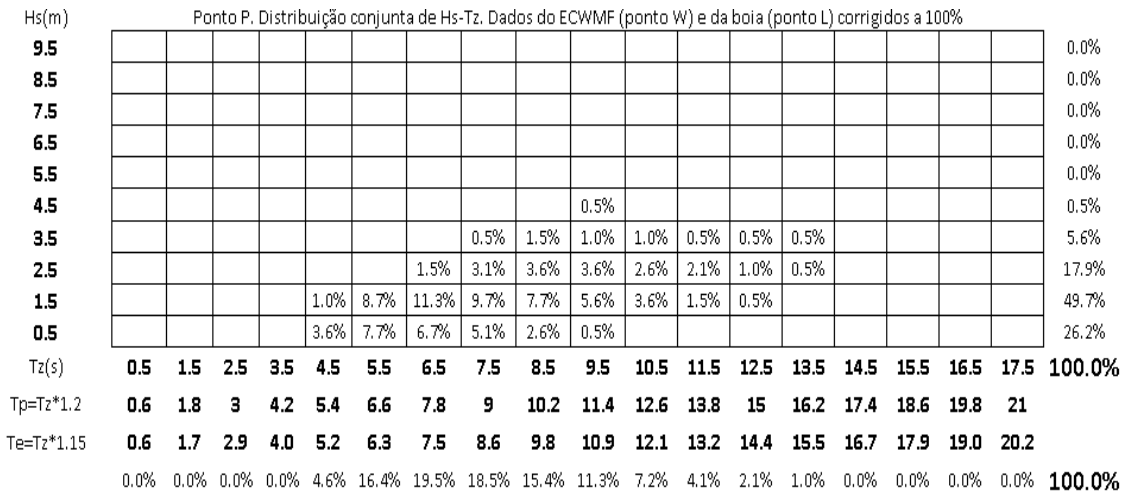 Hs(m) Ponto P. Distribuição conjunta de Hs-Tz. Dados do ECWMF (ponto W) e da boia (ponto L) corrigidos a 100%
9.5 0.0%
8.5 0.0%
7.5 0.0%
6.5 0.0%
5.5 0.0%
4.5 0.5% 0.5%
3.5 0.5% 1.5% 1.0% 1.0% 0.5% 0.5% 0.5% 5.6%
2.5 1.5% 3.1% 3.6% 3.6% 2.6% 2.1% 1.0% 0.5% 17.9%
1.5 1.0% 8.7% 11.3% 9.7% 7.7% 5.6% 3.6% 1.5% 0.5% 49.7%
0.5 3.6% 7.7% 6.7% 5.1% 2.6% 0.5% 26.2%
Tz(s) 0.5 1.5 2.5 3.5 4.5 5.5 6.5 7.5 8.5 9.5 10.5 11.5 12.5 13.5 14.5 15.5 16.5 17.5 100.0%
Tp=Tz*1.2 0.6 1.8 3 4.2 5.4 6.6 7.8 9 10.2 11.4 12.6 13.8 15 16.2 17.4 18.6 19.8 21
Te=Tz*1.15 0.6 1.7 2.9 4.0 5.2 6.3 7.5 8.6 9.8 10.9 12.1 13.2 14.4 15.5 16.7 17.9 19.0 20.2
0.0% 0.0% 0.0% 0.0% 4.6% 16.4% 19.5% 18.5% 15.4% 11.3% 7.2% 4.1% 2.1% 1.0% 0.0% 0.0% 0.0% 0.0% 100.0%